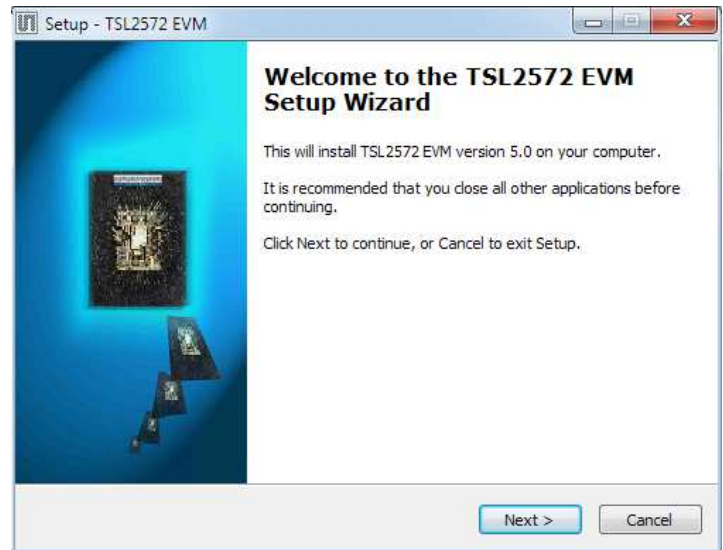 Setup - TSL2572 EVM
Welcome to the TSL2572 EVM
Setup Wizard
This will install TSL2572 EVM version 5.0 on your computer.
It is recommended that you close all other applications before
continuing.
Click Next to continue, or Cancel to exit Setup.
Next >
Cancel